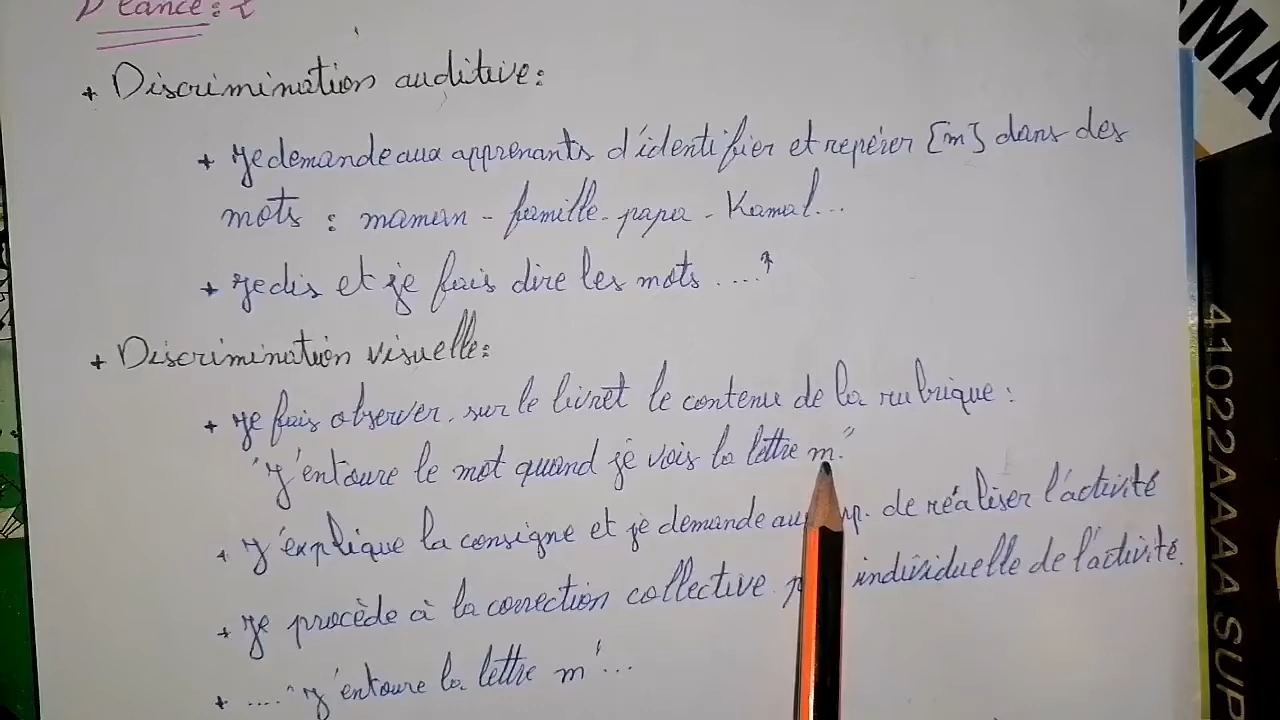 Séance: 2
+ Discrimination auditive:
+ Je demande aux apprenants d'identifier et repérer [m] dans des
mots : maman - famille - papa - Kamal...
+ Je dis et je fais dire les mots ....
+ Discrimination visuelle:
+ Je fais observer, sur le livret le contenu de la rubrique :
"J'entoure le mot quand je vois la lettre m."
+ J'explique la consigne et je demande aux app. de réaliser l'activité
+ Je procède à la correction collective individuelle de l'activité.
+ .... "J'entoure la lettre m"...
41022AAAA SUP